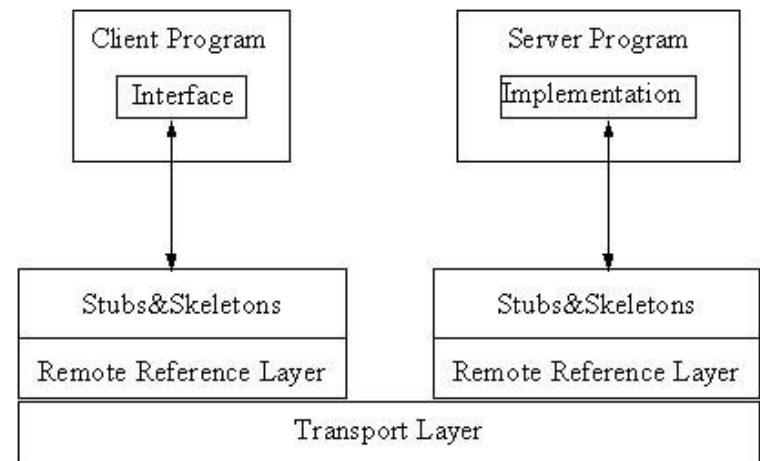 Client Program
Interface
Server Program
Implementation
Stubs&Skeletons
Remote Reference Layer
Stubs&Skeletons
Remote Reference Layer
Transport Layer